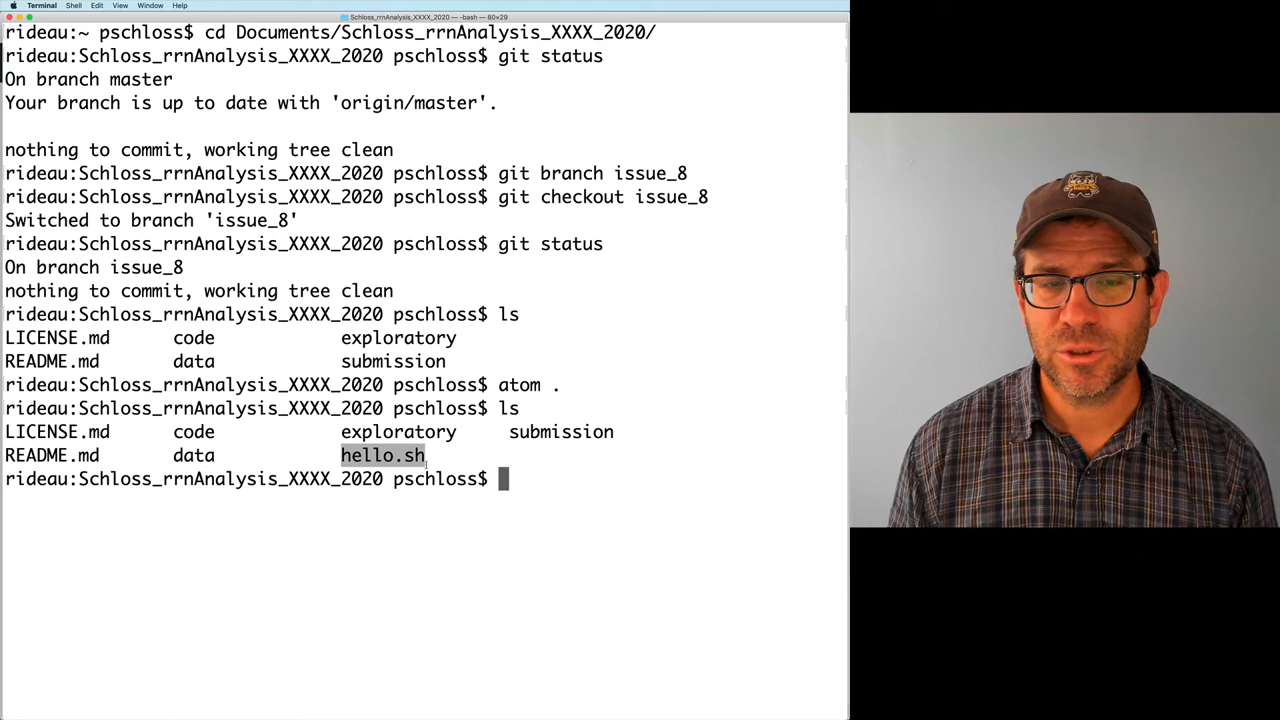 Terminal Shell Edit View Window Help
Schloss_rrnAnalysis_XXXX_2020 — -bash — 80×29
rideau:~ pschloss$ cd Documents/Schloss_rrnAnalysis_XXXX_2020/
rideau:Schloss_rrnAnalysis_XXXX_2020 pschloss$ git status
On branch master
Your branch is up to date with 'origin/master'.
nothing to commit, working tree clean
rideau:Schloss_rrnAnalysis_XXXX_2020 pschloss$ git branch issue_8
rideau:Schloss_rrnAnalysis_XXXX_2020 pschloss$ git checkout issue_8
Switched to branch 'issue_8'
rideau:Schloss_rrnAnalysis_XXXX_2020 pschloss$ git status
On branch issue_8
nothing to commit, working tree clean
rideau:Schloss_rrnAnalysis_XXXX_2020 pschloss$ ls
LICENSE.md code exploratory
README.md data submission
rideau:Schloss_rrnAnalysis_XXXX_2020 pschloss$ atom .
rideau:Schloss_rrnAnalysis_XXXX_2020 pschloss$ ls
LICENSE.md code exploratory submission
README.md data hello.sh
rideau:Schloss_rrnAnalysis_XXXX_2020 pschloss$